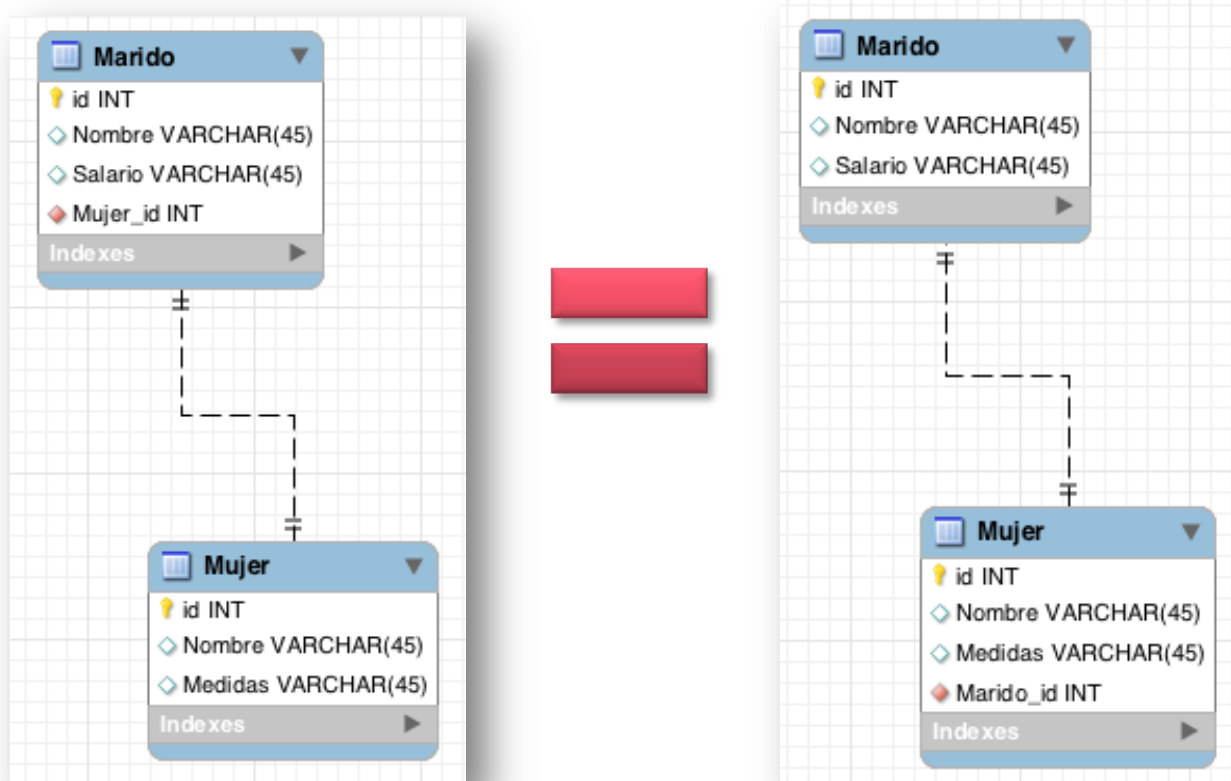 Marido
id INT
Nombre VARCHAR(45)
Salario VARCHAR(45)
Mujer_id INT
Indexes
Mujer
id INT
Nombre VARCHAR(45)
Medidas VARCHAR(45)
Indexes
Marido
id INT
Nombre VARCHAR(45)
Salario VARCHAR(45)
Indexes
Mujer
id INT
Nombre VARCHAR(45)
Medidas VARCHAR(45)
Marido_id INT
Indexes